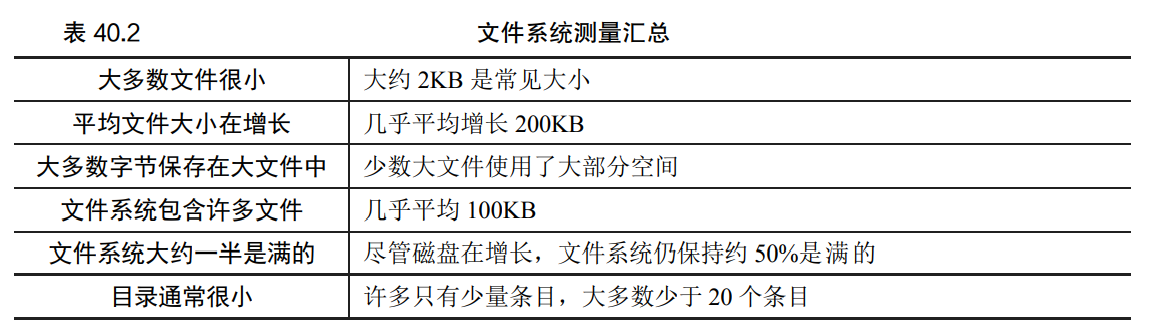 表 40.2 文件系统测量汇总
大多数文件很小 大约 2KB 是常见大小
平均文件大小在增长 几乎平均增长 200KB
大多数字节保存在大文件中 少数大文件使用了大部分空间
文件系统包含许多文件 几乎平均 100KB
文件系统大约一半是满的 尽管磁盘在增长，文件系统仍保持约 50%是满的
目录通常很小 许多只有少量条目，大多数少于 20 个条目